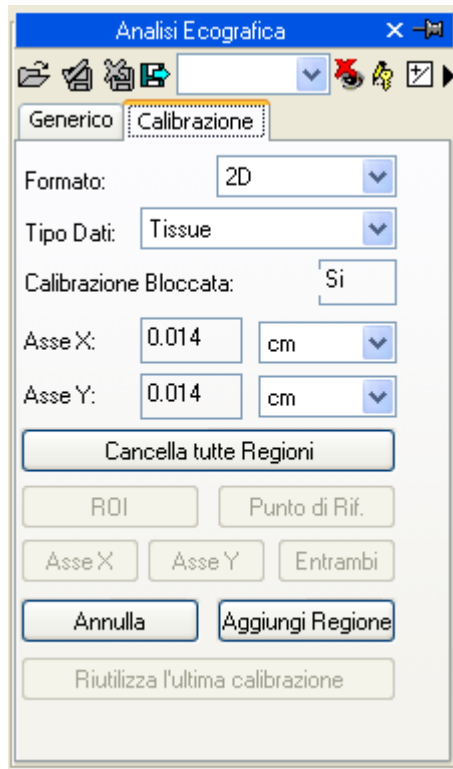 Analisi Ecografica
Generico Calibrazione
Formato: 2D
Tipo Dati: Tissue
Calibrazione Bloccata: Si
Asse X: 0.014 cm
Asse Y: 0.014 cm
Cancella tutte Regioni
ROI Punto di Rif.
Asse X Asse Y Entrambi
Annulla Aggiungi Regione
Riutilizza l'ultima calibrazione